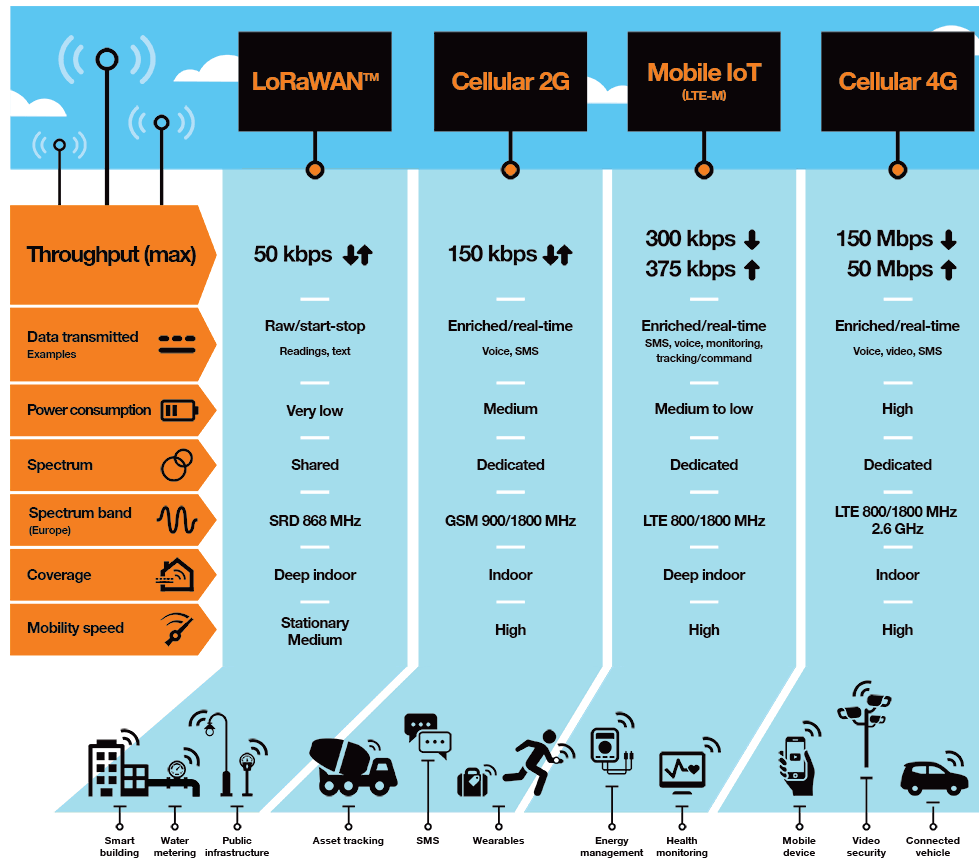 LoRaWAN™
Cellular 2G
Mobile IoT
(LTE-M)
Cellular 4G
Throughput (max)
50 kbps
150 kbps
300 kbps
375 kbps
150 Mbps
50 Mbps
Data transmitted
Examples
Raw/start-stop
Readings, text
Enriched/real-time
Voice, SMS
Enriched/real-time
SMS, voice, monitoring,
tracking/command
Enriched/real-time
Voice, video, SMS
Power consumption
Very low
Medium
Medium to low
High
Spectrum
Shared
Dedicated
Dedicated
Dedicated
Spectrum band
(Europe)
SRD 868 MHz
GSM 900/1800 MHz
LTE 800/1800 MHz
LTE 800/1800 MHz
2.6 GHz
Coverage
Deep indoor
Indoor
Deep indoor
Indoor
Mobility speed
Stationary
Medium
High
High
High
Smart
building
Water
metering
Public
infrastructure
Asset tracking
SMS
Wearables
Energy
management
Health
monitoring
Mobile
device
Video
security
Connected
vehicle